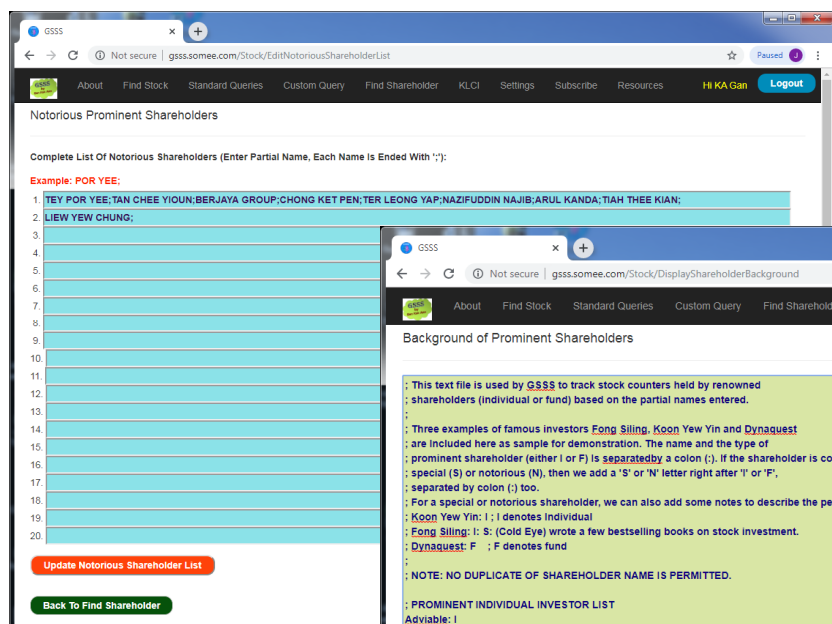 GSSS
Not secure | gsss.somee.com/Stock/EditNotoriousShareholderList
Paused J
About Find Stock Standard Queries Custom Query Find Shareholder KLCI Settings Subscribe Resources Hi KA Gan Logout
Notorious Prominent Shareholders
Complete List Of Notorious Shareholders (Enter Partial Name, Each Name Is Ended With ';'):
Example: POR YEE;
1. TEY POR YEE;TAN CHEE YIOUN;BERJAYA GROUP;CHONG KET PEN;TER LEONG YAP;NAZIFUDDIN NAJIB;ARUL KANDA;TIAH THEE KIAN;
2. LIEW YEW CHUNG;
3.
4.
5.
6.
7.
8.
9.
10.
11.
12.
13.
14.
15.
16.
17.
18.
19.
20.
Update Notorious Shareholder List
Back To Find Shareholder
GSSS
Not secure | gsss.somee.com/Stock/DisplayShareholderBackground
About Find Stock Standard Queries Custom Query Find Sharehold
Background of Prominent Shareholders
; This text file is used by GSSS to track stock counters held by renowned
; shareholders (individual or fund) based on the partial names entered.
;
; Three examples of famous investors Fong Siling, Koon Yew Yin and Dynaquest
; are Included here as sample for demonstration. The name and the type of
; prominent shareholder (either I or F) Is separatedby a colon (:). If the shareholder is co
; special (S) or notorious (N), then we add a 'S' or 'N' letter right after 'I' or 'F',
; separated by colon (:) too.
; For a special or notorious shareholder, we can also add some notes to describe the pe
; Koon Yew Yin: I ; I denotes Individual
; Fong Siling: I: S: (Cold Eye) wrote a few bestselling books on stock investment.
; Dynaquest: F ; F denotes fund
;
; NOTE: NO DUPLICATE OF SHAREHOLDER NAME IS PERMITTED.
; PROMINENT INDIVIDUAL INVESTOR LIST
Adviable: I